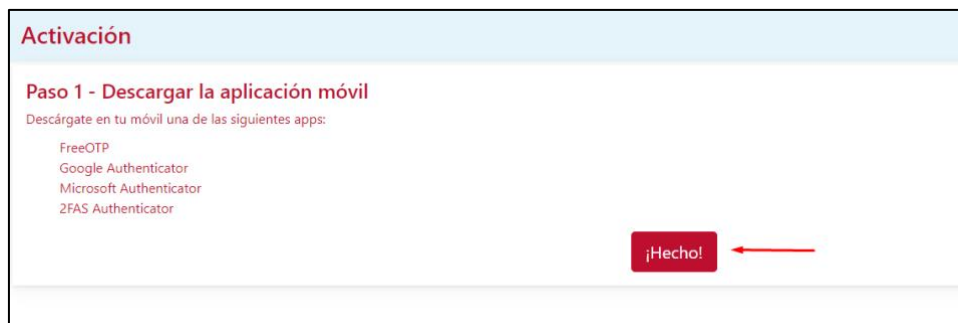 Activación
Paso 1 - Descargar la aplicación móvil
Descárgate en tu móvil una de las siguientes apps:
FreeOTP
Google Authenticator
Microsoft Authenticator
2FAS Authenticator
¡Hecho!